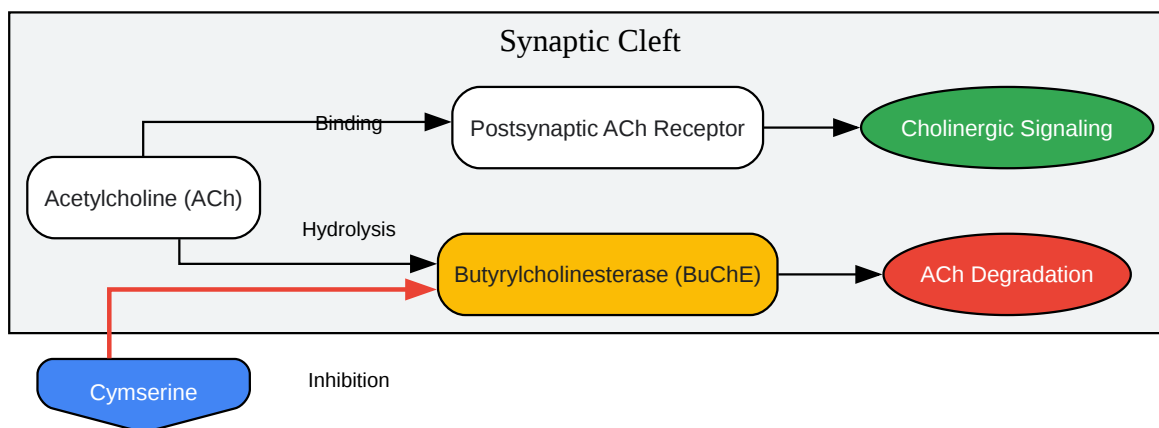 Synaptic Cleft
Binding
Postsynaptic ACh Receptor
Cholinergic Signaling
Acetylcholine (ACh)
Hydrolysis
Butyrylcholinesterase (BuChE)
ACh Degradation
Cymserine
Inhibition